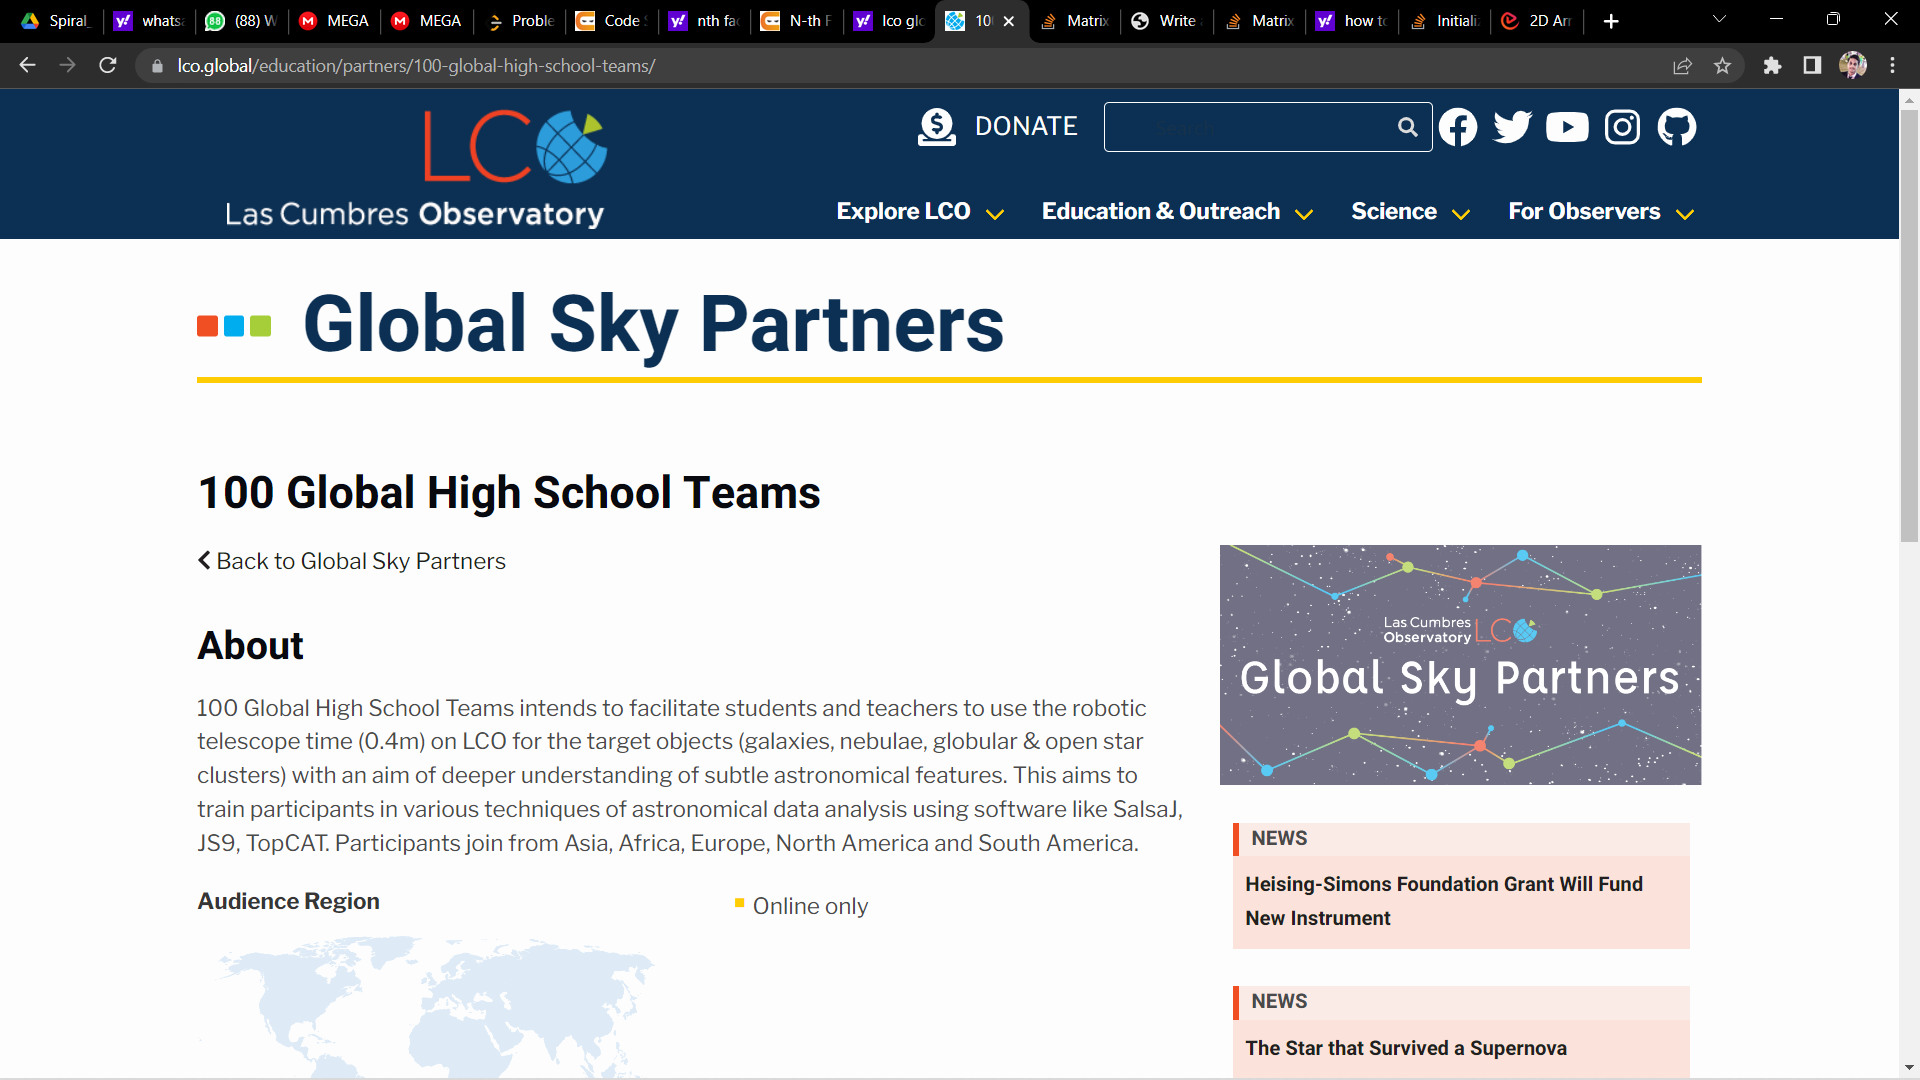 Spiral_
whatsa
(88) W
MEGA
MEGA
Proble
Code S
nth fac
N-th F
lco glo
10
Matrix
Write
Matrix
how to
Initiali
2D Arr
lco.global/education/partners/100-global-high-school-teams/
LCO
Las Cumbres Observatory
DONATE
Search
Explore LCO
Education & Outreach
Science
For Observers
Global Sky Partners
100 Global High School Teams
Back to Global Sky Partners
About
100 Global High School Teams intends to facilitate students and teachers to use the robotic
telescope time (0.4m) on LCO for the target objects (galaxies, nebulae, globular & open star
clusters) with an aim of deeper understanding of subtle astronomical features. This aims to
train participants in various techniques of astronomical data analysis using software like SalsaJ,
JS9, TopCAT. Participants join from Asia, Africa, Europe, North America and South America.
Audience Region
Online only
Las Cumbres
Observatory LCO
Global Sky Partners
NEWS
Heising-Simons Foundation Grant Will Fund
New Instrument
NEWS
The Star that Survived a Supernova